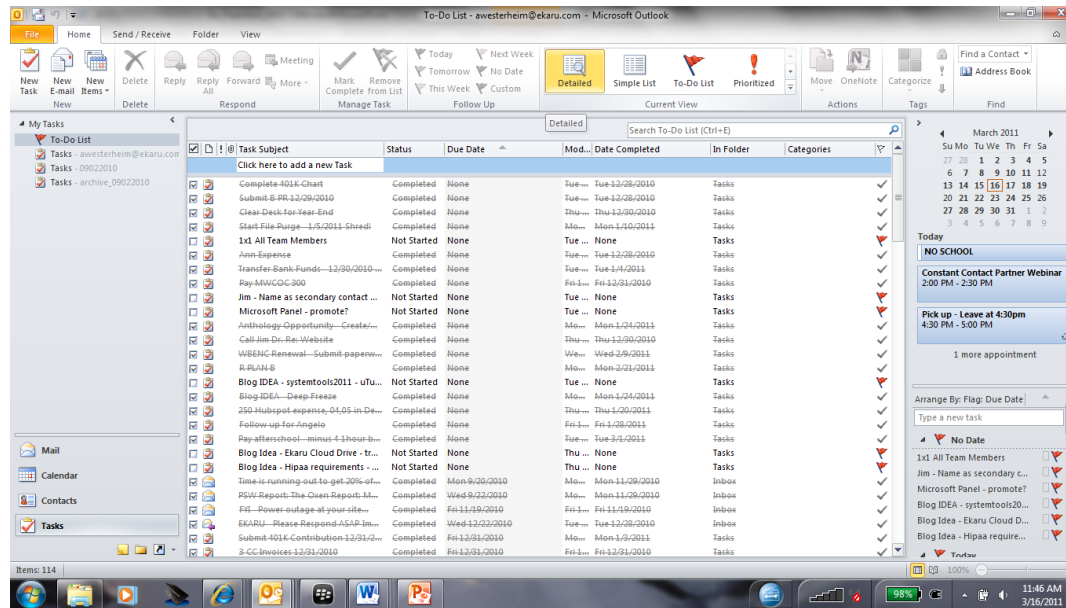 To-Do List - awesterheim@ekaru.com - Microsoft Outlook
File Home Send / Receive Folder View
New Task
New E-mail
New Items
Delete
Reply
Reply All
Forward
Meeting
More
Mark Complete
Remove from List
Today
Tomorrow
This Week
Next Week
No Date
Custom
Detailed
Simple List
To-Do List
Prioritized
Move
OneNote
Categorize
Find a Contact
Address Book
New Delete Respond Manage Task Follow Up Current View Actions Tags Find
My Tasks
To-Do List
Tasks - awesterheim@ekaru.com
Tasks - 09022010
Tasks - archive_09022010
Mail
Calendar
Contacts
Tasks
Detailed
Search To-Do List (Ctrl+E)
! Task Subject Status Due Date Mod... Date Completed In Folder Categories
Click here to add a new Task
Complete 401K Chart Completed None Tue ... Tue 12/28/2010 Tasks
Submit B PR 12/29/2010 Completed None Tue ... Tue 12/28/2010 Tasks
Clear Desk for Year End Completed None Thu ... Thu 12/30/2010 Tasks
Start File Purge 1/5/2011 Shred! Completed None Mo... Mon 1/10/2011 Tasks
1x1 All Team Members Not Started None Tue ... None Tasks
Ann Expense Completed None Tue ... Tue 12/28/2010 Tasks
Transfer Bank Funds 12/30/2010 ... Completed None Tue ... Tue 1/4/2011 Tasks
Pay MWCOC 300 Completed None Fri 1... Fri 12/31/2010 Tasks
Jim - Name as secondary contact ... Not Started None Tue ... None Tasks
Microsoft Panel - promote? Not Started None Tue ... None Tasks
Anthology Opportunity Create/... Completed None Mo... Mon 1/24/2011 Tasks
Call Jim Dr. Re: Website Completed None Thu ... Thu 12/30/2010 Tasks
WBENC Renewal Submit paperw... Completed None We... Wed 2/9/2011 Tasks
R PLAN B Completed None Mo... Mon 2/21/2011 Tasks
Blog IDEA - systemtools2011 - uTu... Not Started None Tue ... None Tasks
Blog IDEA Deep Freeze Completed None Mo... Mon 1/24/2011 Tasks
250 Hubspot expense, 04,05 in De... Completed None Thu ... Thu 1/20/2011 Tasks
Follow up for Angelo Completed None Fri 1... Fri 1/28/2011 Tasks
Pay afterschool minus 4 1hour b... Completed None Tue ... Tue 3/1/2011 Tasks
Blog Idea - Ekaru Cloud Drive - tr... Not Started None Thu ... None Tasks
Blog Idea - Hipaa requirements - ... Not Started None Thu ... None Tasks
Time is running out to get 20% of... Completed Mon 9/20/2010 Mo... Mon 11/29/2010 Inbox
PSW Report: The Oxen Report: M... Completed Wed 9/22/2010 Mo... Mon 11/29/2010 Inbox
FYI Power outage at your site... Completed Fri 11/19/2010 Fri 1... Fri 11/19/2010 Inbox
EKARU Please Respond ASAP Im... Completed Wed 12/22/2010 Tue ... Tue 12/28/2010 Inbox
Submit 401K Contribution 12/31/2... Completed Fri 12/31/2010 Mo... Mon 1/3/2011 Tasks
3 CC Invoices 12/31/2010 Completed Fri 12/31/2010 Fri 1... Fri 12/31/2010 Tasks
March 2011
Su Mo Tu We Th Fr Sa
27 28 1 2 3 4 5
6 7 8 9 10 11 12
13 14 15 16 17 18 19
20 21 22 23 24 25 26
27 28 29 30 31 1 2
3 4 5 6 7 8 9
Today
NO SCHOOL
Constant Contact Partner Webinar
2:00 PM - 2:30 PM
Pick up - Leave at 4:30pm
4:30 PM - 5:00 PM
1 more appointment
Arrange By: Flag: Due Date
Type a new task
No Date
1x1 All Team Members
Jim - Name as secondary c...
Microsoft Panel - promote?
Blog IDEA - systemtools20...
Blog Idea - Ekaru Cloud D...
Blog Idea - Hipaa require...
Today
Items: 114
100%
98%
11:46 AM
3/16/2011